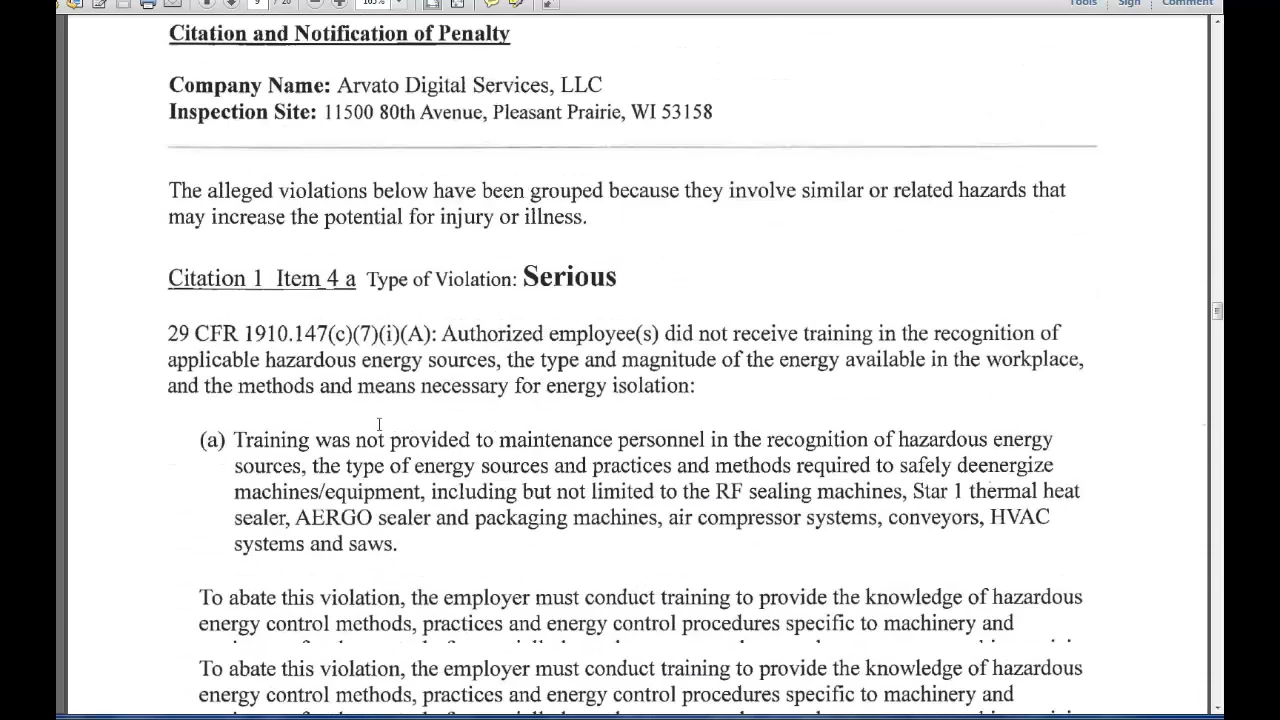 9 / 20
103%
Tools Sign Comment
Citation and Notification of Penalty
Company Name: Arvato Digital Services, LLC
Inspection Site: 11500 80th Avenue, Pleasant Prairie, WI 53158
The alleged violations below have been grouped because they involve similar or related hazards that
may increase the potential for injury or illness.
Citation 1 Item 4 a Type of Violation: Serious
29 CFR 1910.147(c)(7)(i)(A): Authorized employee(s) did not receive training in the recognition of
applicable hazardous energy sources, the type and magnitude of the energy available in the workplace,
and the methods and means necessary for energy isolation:
(a) Training was not provided to maintenance personnel in the recognition of hazardous energy
sources, the type of energy sources and practices and methods required to safely deenergize
machines/equipment, including but not limited to the RF sealing machines, Star 1 thermal heat
sealer, AERGO sealer and packaging machines, air compressor systems, conveyors, HVAC
systems and saws.
To abate this violation, the employer must conduct training to provide the knowledge of hazardous
energy control methods, practices and energy control procedures specific to machinery and
To abate this violation, the employer must conduct training to provide the knowledge of hazardous
energy control methods, practices and energy control procedures specific to machinery and